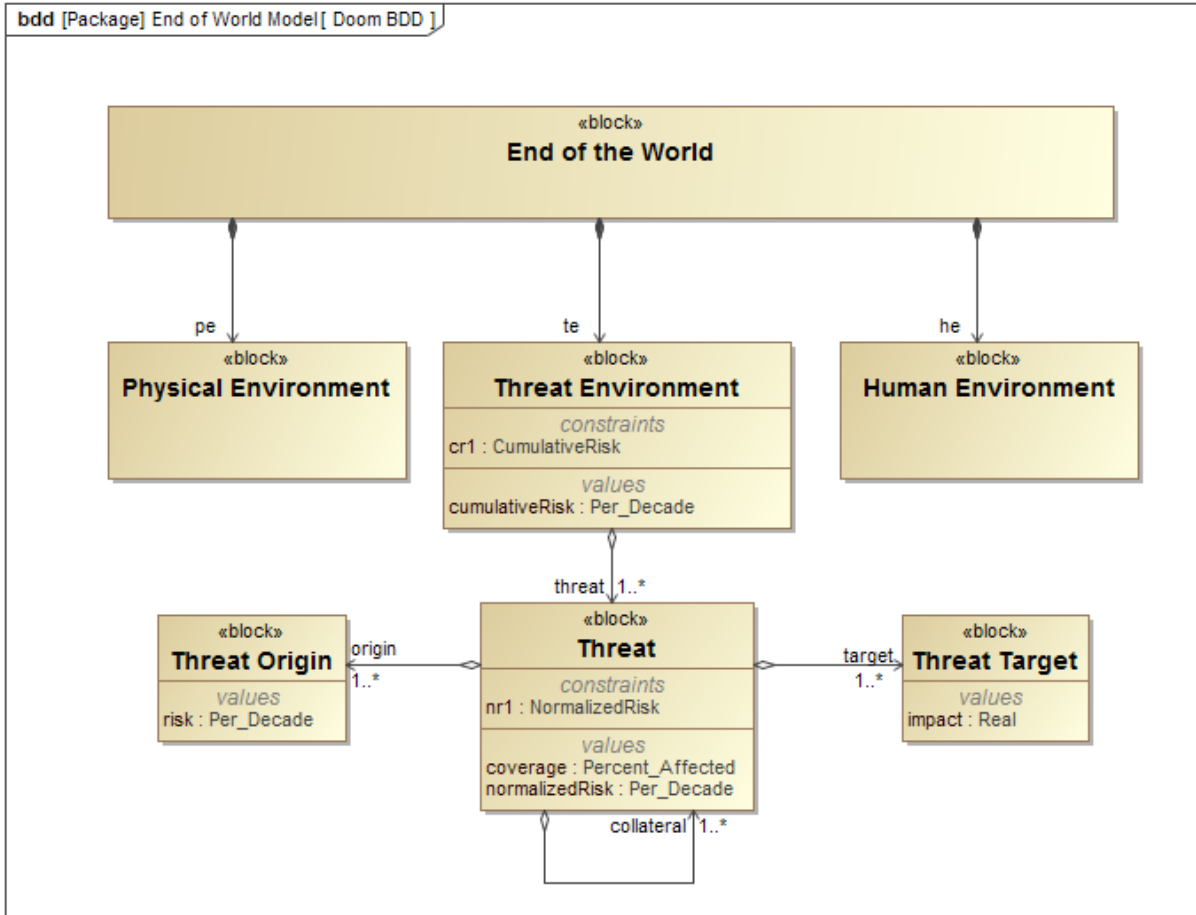 bdd [Package] End of World Model[ Doom BDD ]
«block»
End of the World
pe
te
he
«block»
Physical Environment
«block»
Threat Environment
constraints
cr1 : CumulativeRisk
values
cumulativeRisk : Per_Decade
«block»
Human Environment
threat 1..*
«block»
Threat Origin
values
risk : Per_Decade
origin
1..*
«block»
Threat
constraints
nr1 : NormalizedRisk
values
coverage : Percent_Affected
normalizedRisk : Per_Decade
target
1..*
«block»
Threat Target
values
impact : Real
collateral 1..*